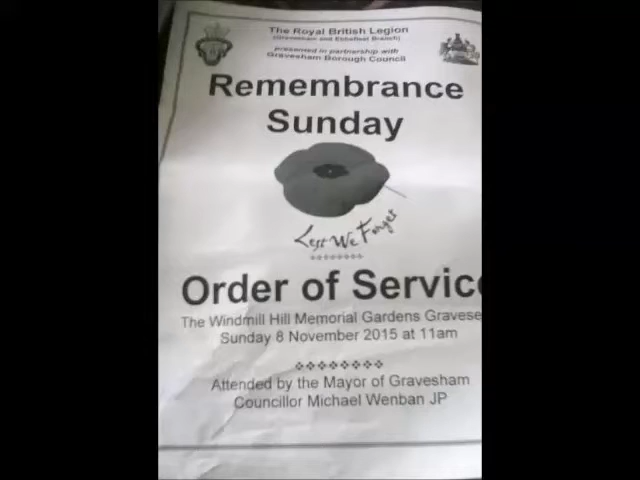 The Royal British Legion
(Gravesham and Ebbsfleet Branch)
presented in partnership with
Gravesham Borough Council
Remembrance
Sunday
Lest We Forget
Order of Servic
The Windmill Hill Memorial Gardens Gravese
Sunday 8 November 2015 at 11am
Attended by the Mayor of Gravesham
Councillor Michael Wenban JP